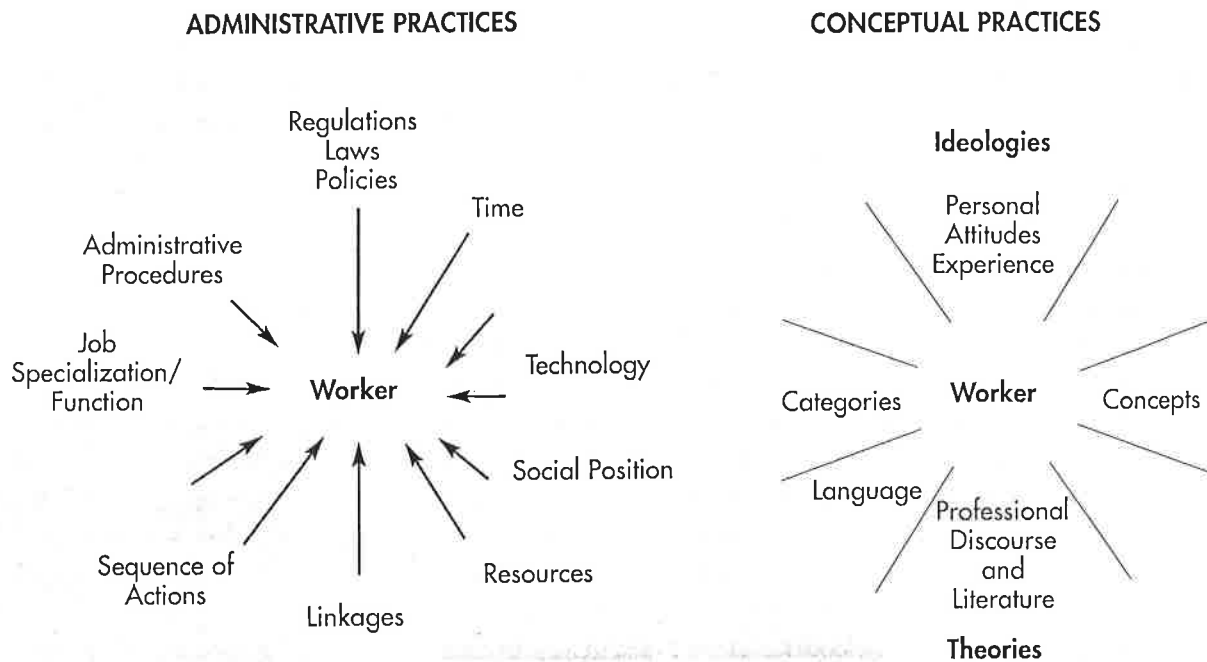 ADMINISTRATIVE PRACTICES
Regulations
Laws
Policies
Time
Administrative
Procedures
Job
Specialization/
Function
Worker
Technology
Social Position
Sequence of
Actions
Linkages
Resources
CONCEPTUAL PRACTICES
Ideologies
Personal
Attitudes
Experience
Categories
Worker
Concepts
Language
Professional
Discourse
and
Literature
Theories